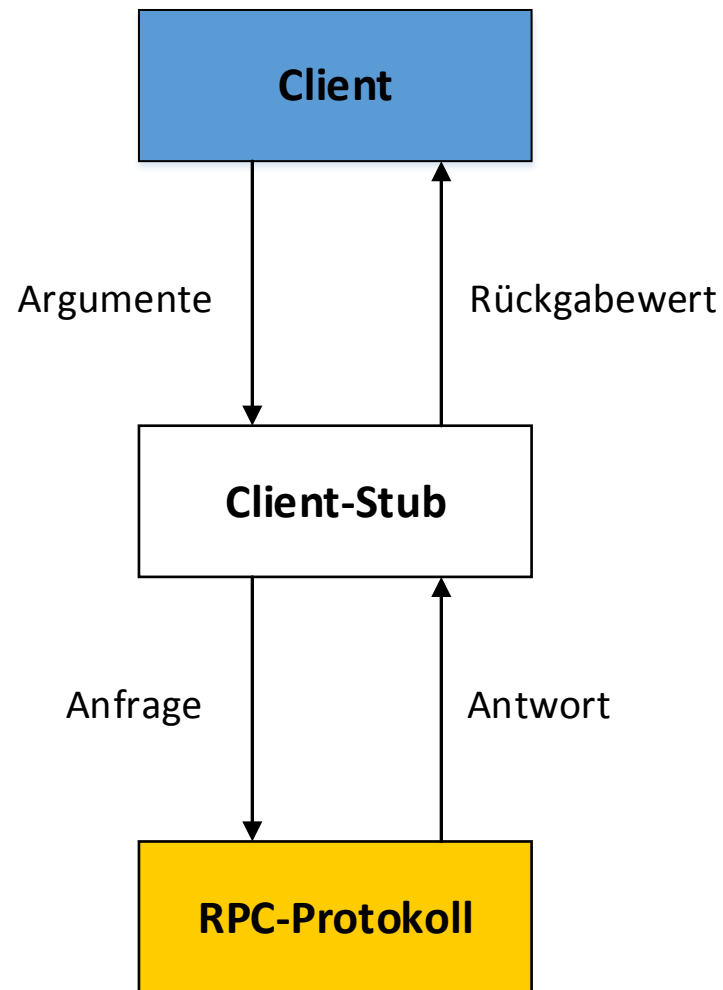 Client
Argumente
Rückgabewert
Client-Stub
Anfrage
Antwort
RPC-Protokoll